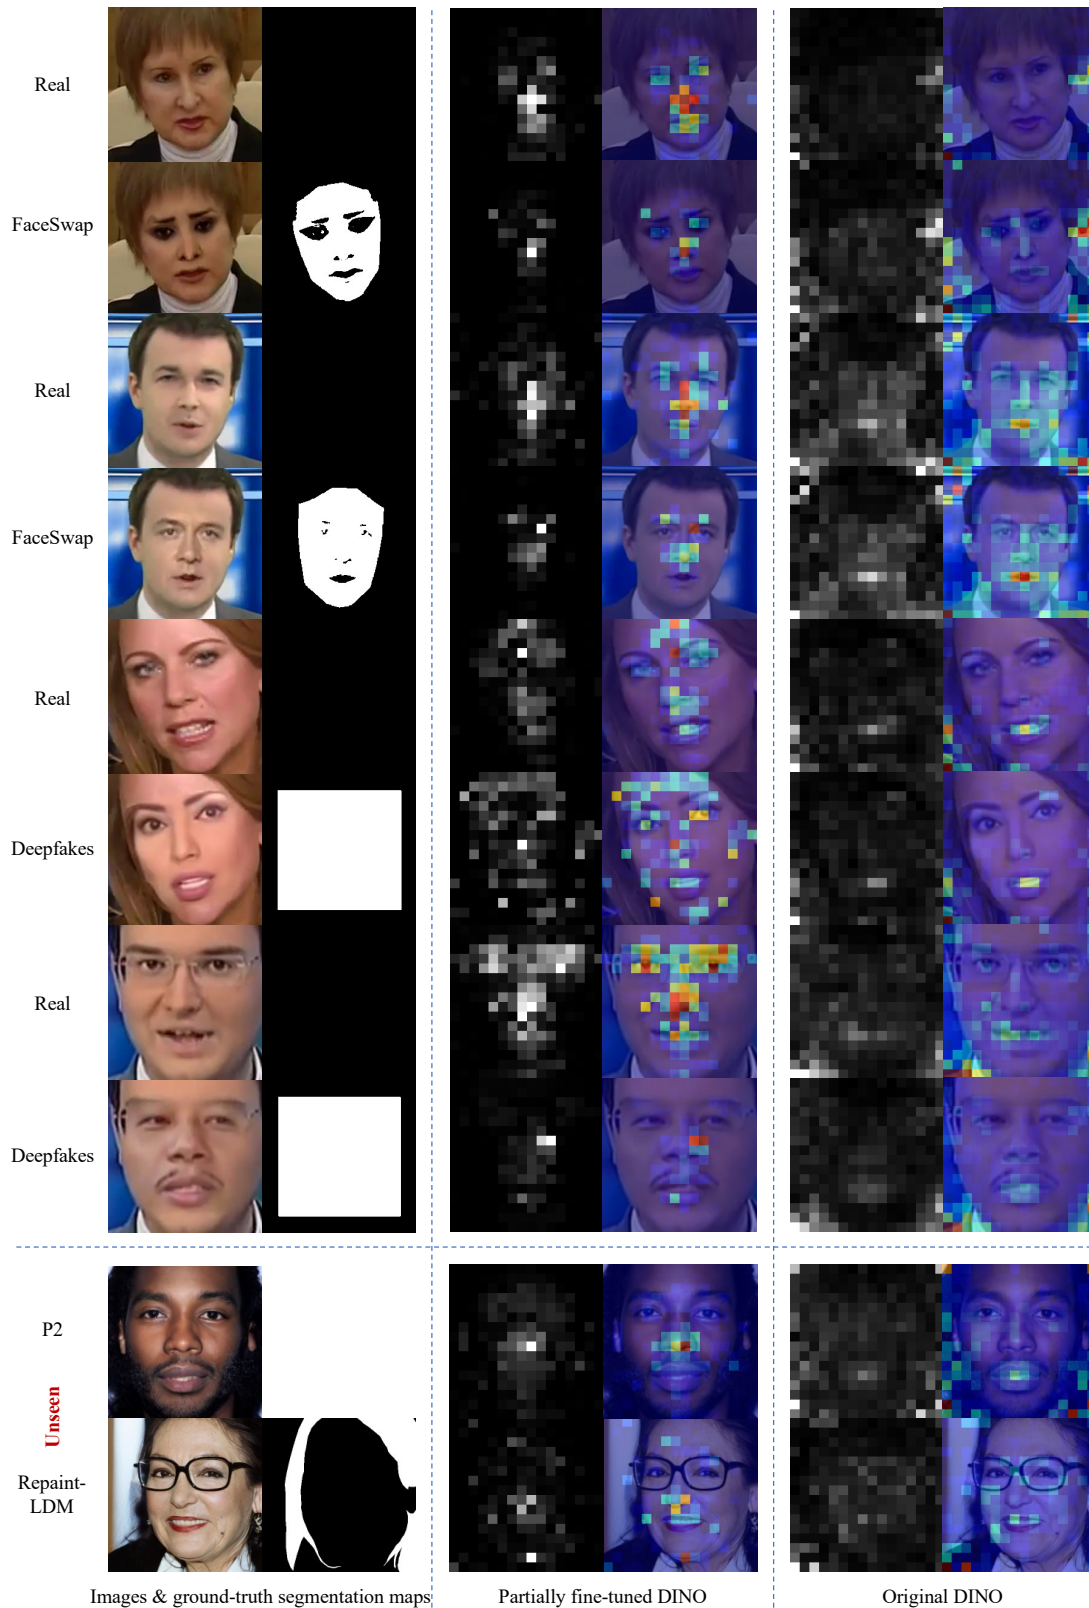 Real
FaceSwap
Real
FaceSwap
Real
Deepfakes
Real
Deepfakes
P2
Unseen
Repaint-
LDM
Images & ground-truth segmentation maps
Partially fine-tuned DINO
Original DINO